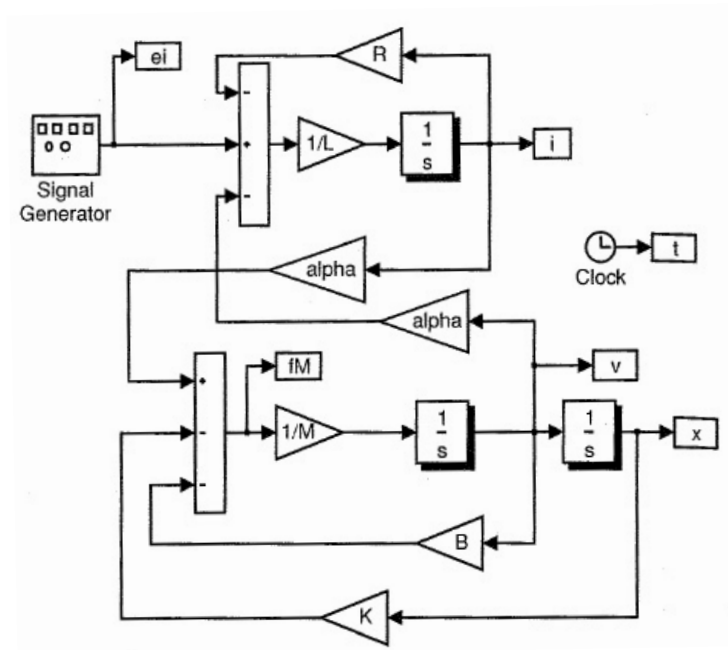 R
ei
-
1
+
1/L
s
i
Signal
Generator
-
alpha
t
Clock
alpha
fM
v
+
1
1
-
1/M
s
s
x
-
B
K